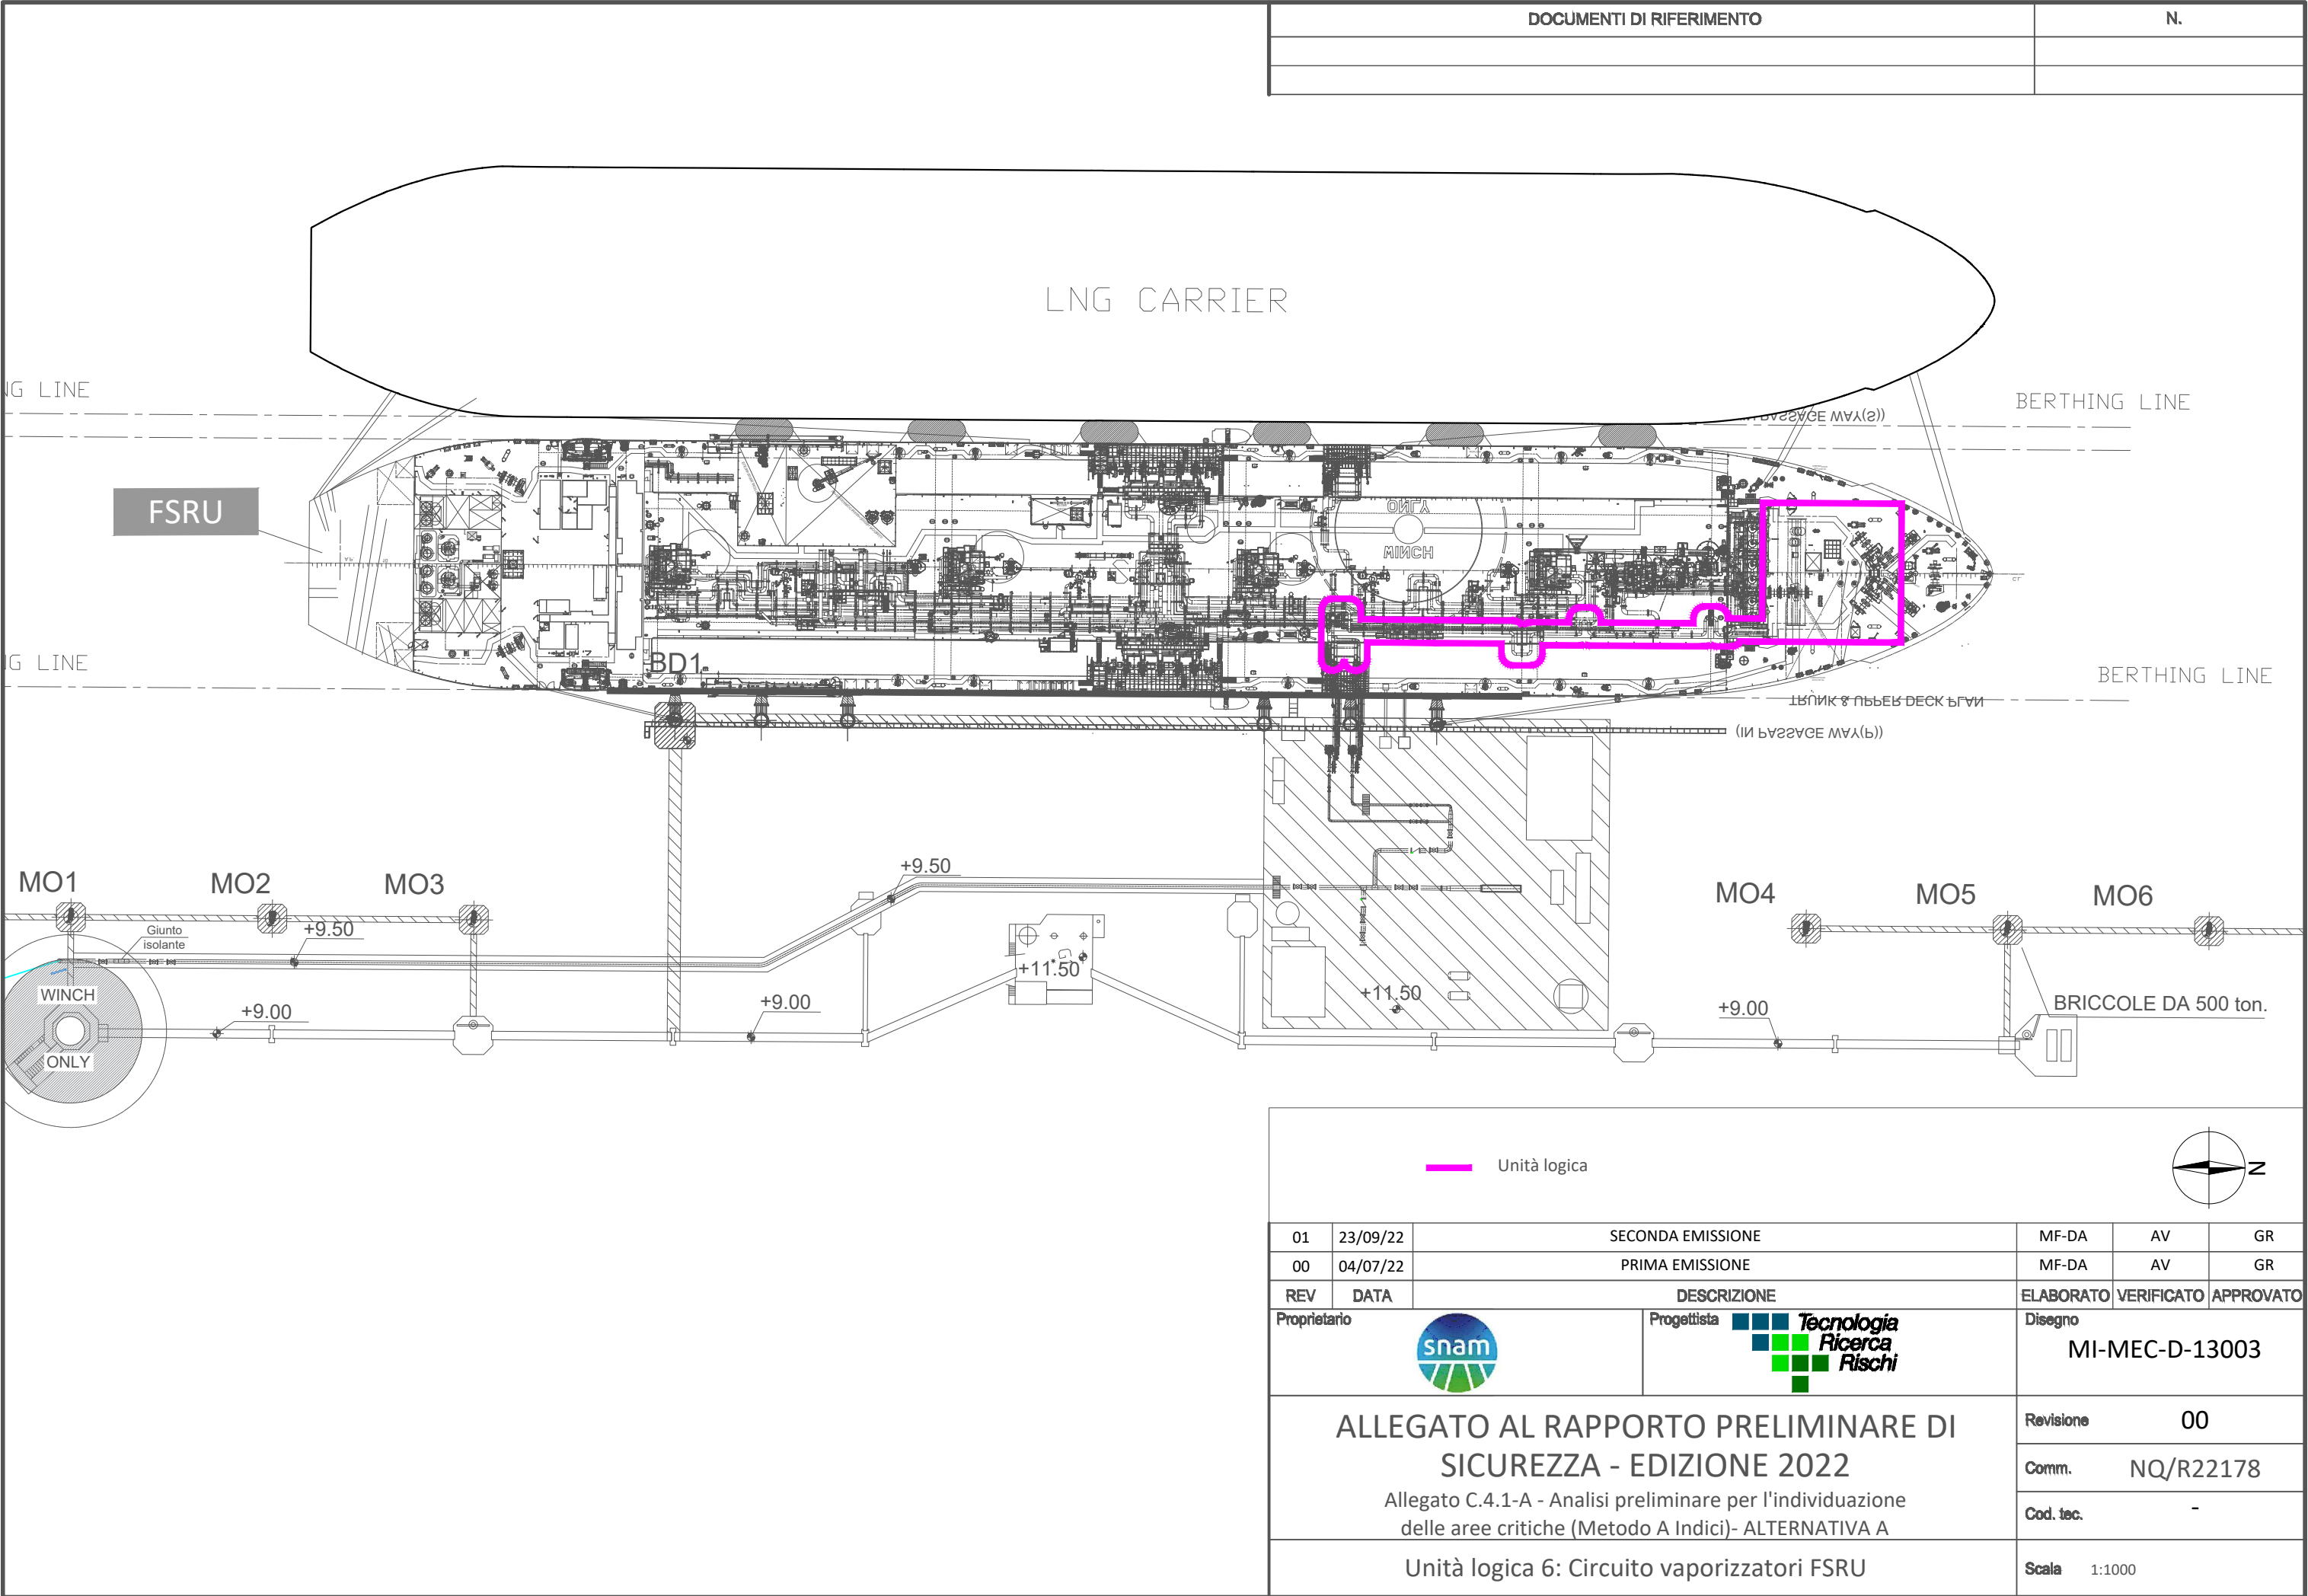 DOCUMENTI DI RIFERIMENTO N.
LNG CARRIER
NG LINE
BERTHING LINE
PASSAGE WAY(S))
FSRU
ONLY
WINCH
BD1
NG LINE
BERTHING LINE
TRUNK & UPPER DECK PLAN
(IN PASSAGE WAY(P))
MO1 MO2 MO3
+9.50
MO4 MO5 MO6
Giunto
isolante
+9.50
+11.50
WINCH
ONLY
+9.00
+9.00
+11.50
+9.00
BRICCOLE DA 500 ton.
Unità logica
N
01 23/09/22 SECONDA EMISSIONE MF-DA AV GR
00 04/07/22 PRIMA EMISSIONE MF-DA AV GR
REV DATA DESCRIZIONE ELABORATO VERIFICATO APPROVATO
Proprietario
snam
Progettista
Tecnologia
Ricerca
Rischi
Disegno
MI-MEC-D-13003
ALLEGATO AL RAPPORTO PRELIMINARE DI
SICUREZZA - EDIZIONE 2022
Allegato C.4.1-A - Analisi preliminare per l'individuazione
delle aree critiche (Metodo A Indici)- ALTERNATIVA A
Revisione 00
Comm. NQ/R22178
Cod. tec. -
Unità logica 6: Circuito vaporizzatori FSRU
Scala 1:1000